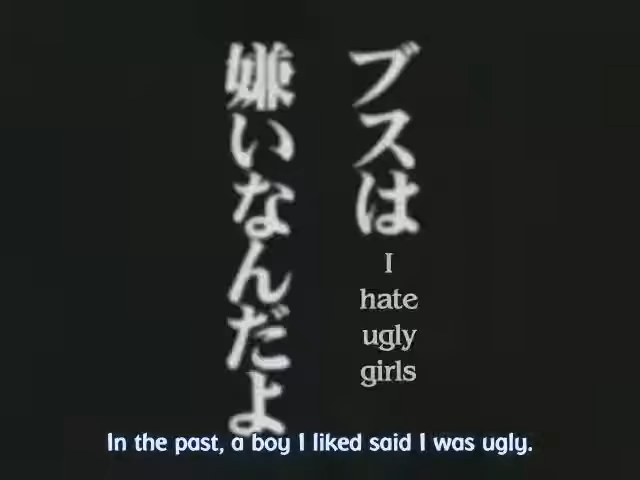 ブスは
嫌いなんだよ
I
hate
ugly
girls
In the past, a boy I liked said I was ugly.